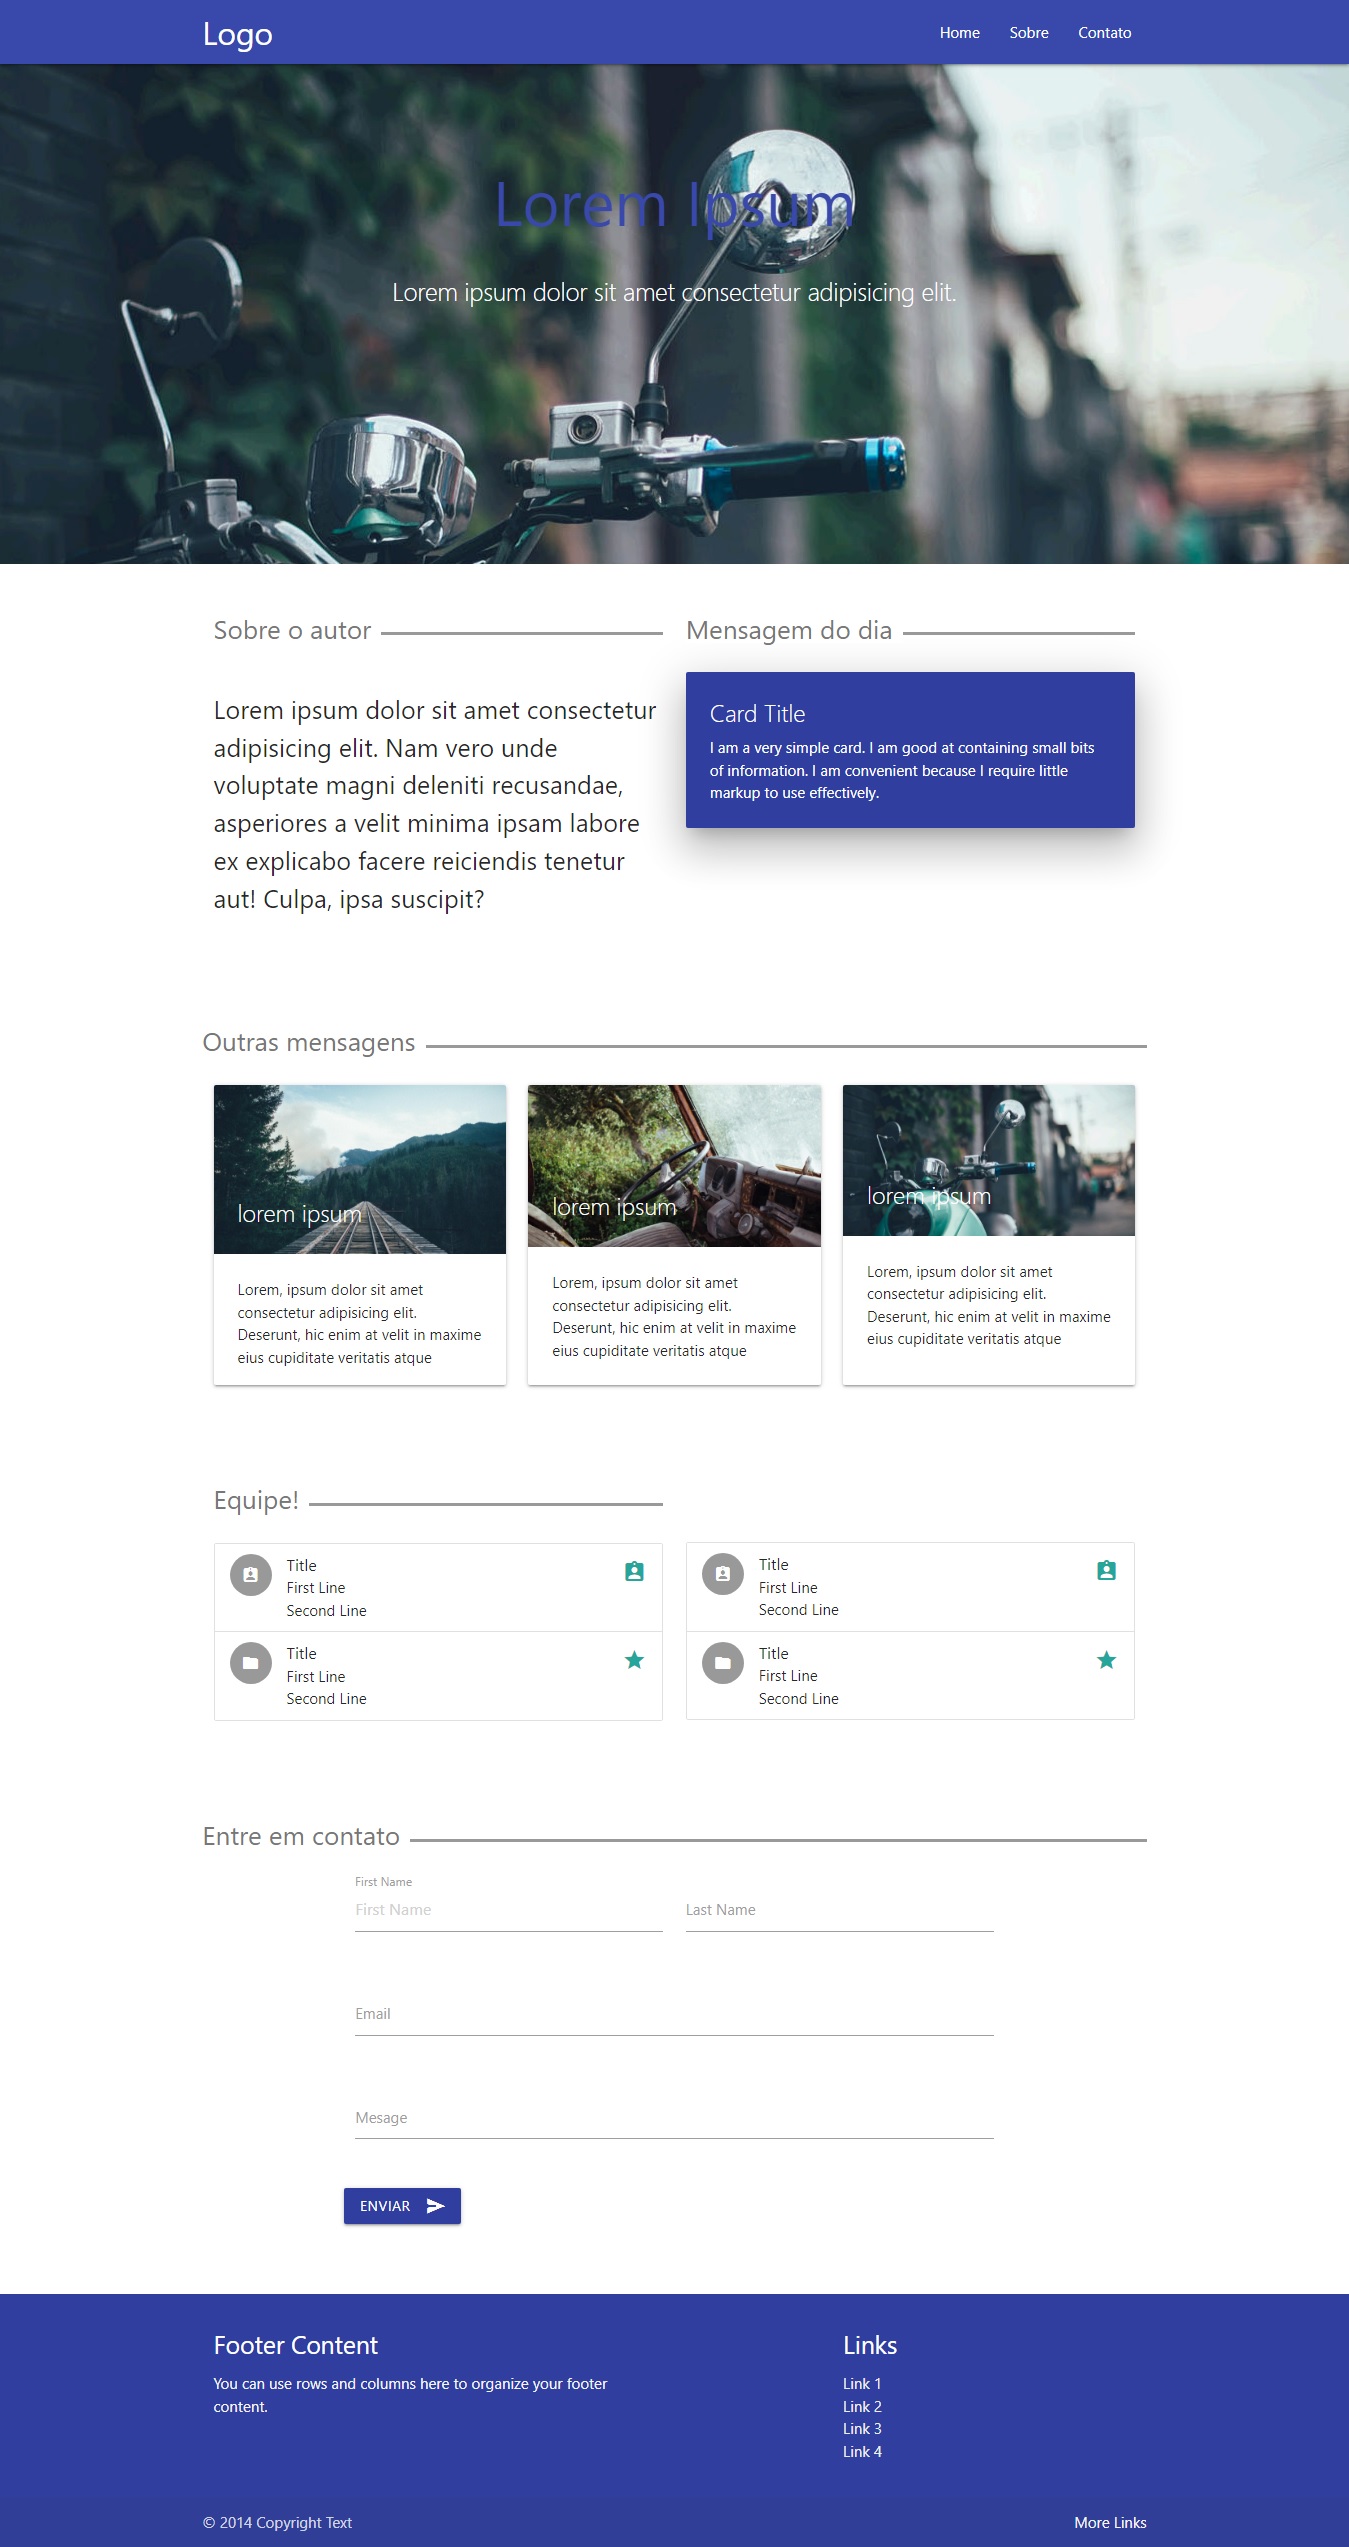 Logo
Home
Sobre
Contato
Lorem Ipsum
Lorem ipsum dolor sit amet consectetur adipisicing elit.
Sobre o autor
Lorem ipsum dolor sit amet consectetur
adipisicing elit. Nam vero unde
voluptate magni deleniti recusandae,
asperiores a velit minima ipsam labore
ex explicabo facere reiciendis tenetur
aut! Culpa, ipsa suscipit?
Mensagem do dia
Card Title
I am a very simple card. I am good at containing small bits
of information. I am convenient because I require little
markup to use effectively.
Outras mensagens
lorem ipsum
Lorem, ipsum dolor sit amet
consectetur adipisicing elit.
Deserunt, hic enim at velit in maxime
eius cupiditate veritatis atque
lorem ipsum
Lorem, ipsum dolor sit amet
consectetur adipisicing elit.
Deserunt, hic enim at velit in maxime
eius cupiditate veritatis atque
lorem ipsum
Lorem, ipsum dolor sit amet
consectetur adipisicing elit.
Deserunt, hic enim at velit in maxime
eius cupiditate veritatis atque
Equipe!
Title
First Line
Second Line
Title
First Line
Second Line
Title
First Line
Second Line
Title
First Line
Second Line
Entre em contato
First Name
First Name
Last Name
Email
Mesage
ENVIAR
Footer Content
You can use rows and columns here to organize your footer
content.
Links
Link 1
Link 2
Link 3
Link 4
© 2014 Copyright Text
More Links